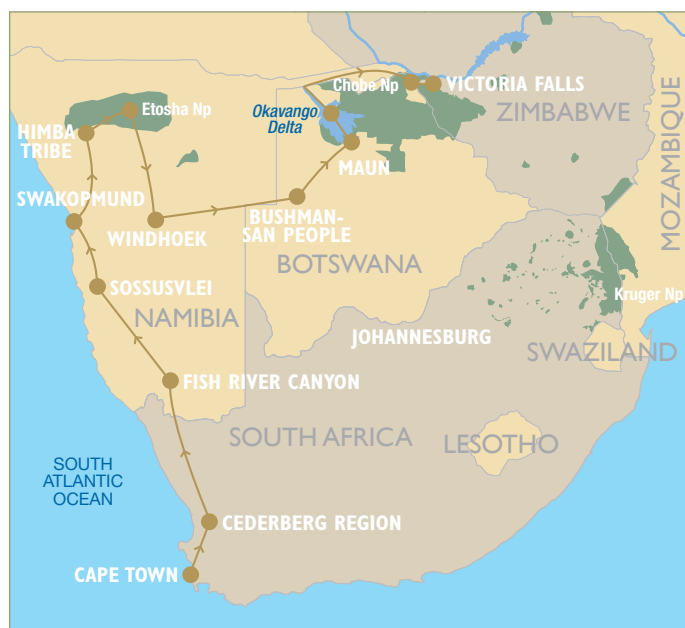 Etosha Np
Chobe Np
VICTORIA FALLS
ZIMBABWE
MOZAMBIQUE
Okavango
Delta
HIMBA
TRIBE
MAUN
SWAKOPMUND
WINDHOEK
BUSHMAN-
SAN PEOPLE
BOTSWANA
SOSSUSVLEI
NAMIBIA
Kruger Np
JOHANNESBURG
SWAZILAND
FISH RIVER CANYON
SOUTH AFRICA
LESOTHO
SOUTH
ATLANTIC
OCEAN
CEDERBERG REGION
CAPE TOWN